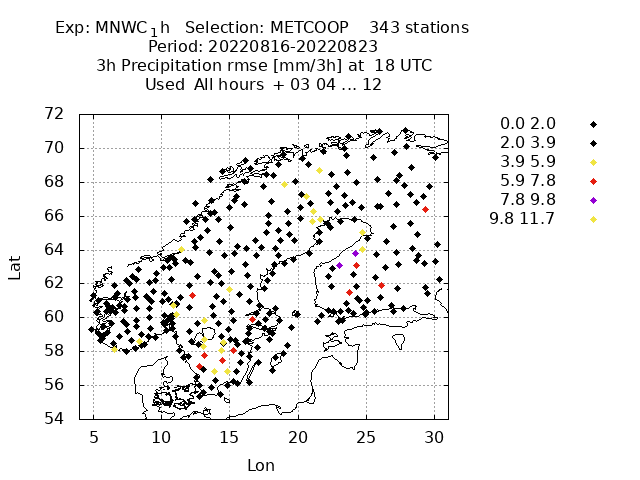 Exp: MNWC₁h Selection: METCOOP 343 stations
Period: 20220816-20220823
3h Precipitation rmse [mm/3h] at 18 UTC
Used All hours + 03 04 ... 12
72
70
68
66
64
62
60
58
56
54
5 10 15 20 25 30
Lat
Lon
0.0 2.0
2.0 3.9
3.9 5.9
5.9 7.8
7.8 9.8
9.8 11.7